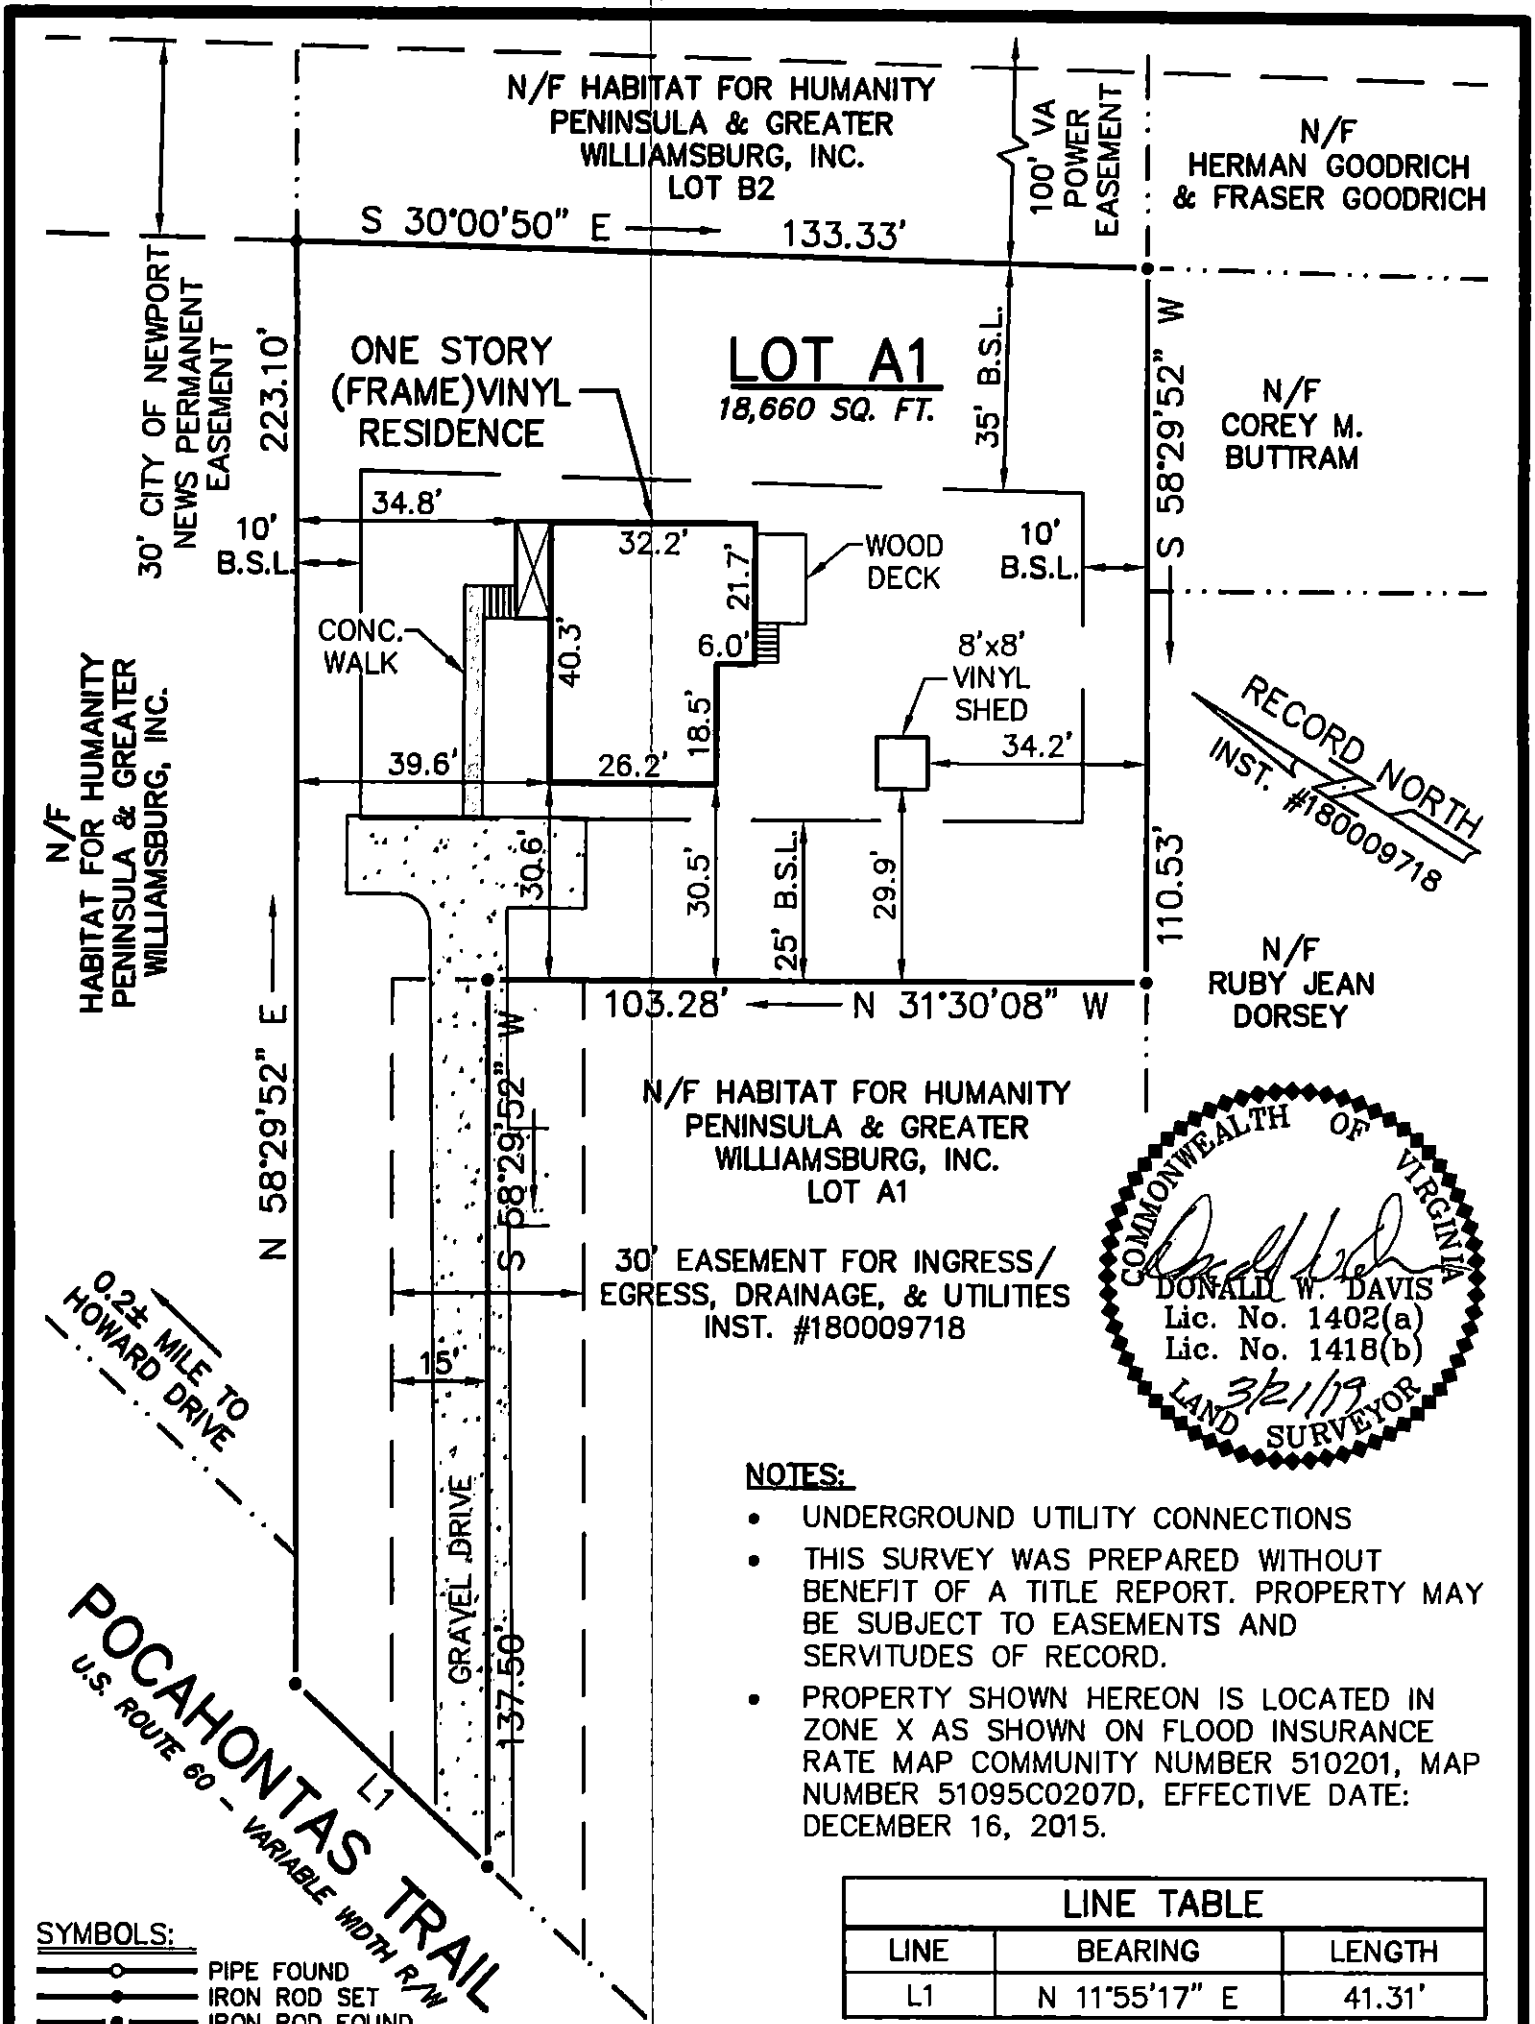 N/F HABITAT FOR HUMANITY
PENINSULA & GREATER
WILLIAMSBURG, INC.
LOT B2
100' VA
POWER
EASEMENT
N/F
HERMAN GOODRICH
& FRASER GOODRICH
S 30°00'50" E
133.33'
30' CITY OF NEWPORT
NEWS PERMANENT
EASEMENT
223.10'
ONE STORY
(FRAME)VINYL
RESIDENCE
LOT A1
18,660 SQ. FT.
35' B.S.L.
S 58°29'52" W
N/F
COREY M.
BUTTRAM
34.8'
10'
B.S.L.
32.2'
21.7'
WOOD
DECK
10'
B.S.L.
CONC.
WALK
40.3'
6.0'
18.5'
8'x8'
VINYL
SHED
34.2'
39.6'
26.2'
RECORD NORTH
INST. #180009718
N/F
HABITAT FOR HUMANITY
PENINSULA & GREATER
WILLIAMSBURG, INC.
30.6'
30.5'
25' B.S.L.
29.9'
110.53'
N/F
RUBY JEAN
DORSEY
103.28'
N 31°30'08" W
N 58°29'52" E
S 58°29'52" W
N/F HABITAT FOR HUMANITY
PENINSULA & GREATER
WILLIAMSBURG, INC.
LOT A1
30' EASEMENT FOR INGRESS/
EGRESS, DRAINAGE, & UTILITIES
INST. #180009718
15'
COMMONWEALTH OF VIRGINIA
DONALD W. DAVIS
Lic. No. 1402(a)
Lic. No. 1418(b)
3/21/19
LAND SURVEYOR
0.2± MILE TO
HOWARD DRIVE
GRAVEL DRIVE
137.50'
L1
POCAHONTAS TRAIL
U.S. ROUTE 60 - VARIABLE WIDTH R/W
NOTES:
• UNDERGROUND UTILITY CONNECTIONS
• THIS SURVEY WAS PREPARED WITHOUT
BENEFIT OF A TITLE REPORT. PROPERTY MAY
BE SUBJECT TO EASEMENTS AND
SERVITUDES OF RECORD.
• PROPERTY SHOWN HEREON IS LOCATED IN
ZONE X AS SHOWN ON FLOOD INSURANCE
RATE MAP COMMUNITY NUMBER 510201, MAP
NUMBER 51095C0207D, EFFECTIVE DATE:
DECEMBER 16, 2015.
LINE TABLE
LINE BEARING LENGTH
L1 N 11°55'17" E 41.31'
SYMBOLS:
PIPE FOUND
IRON ROD SET
IRON ROD FOUND